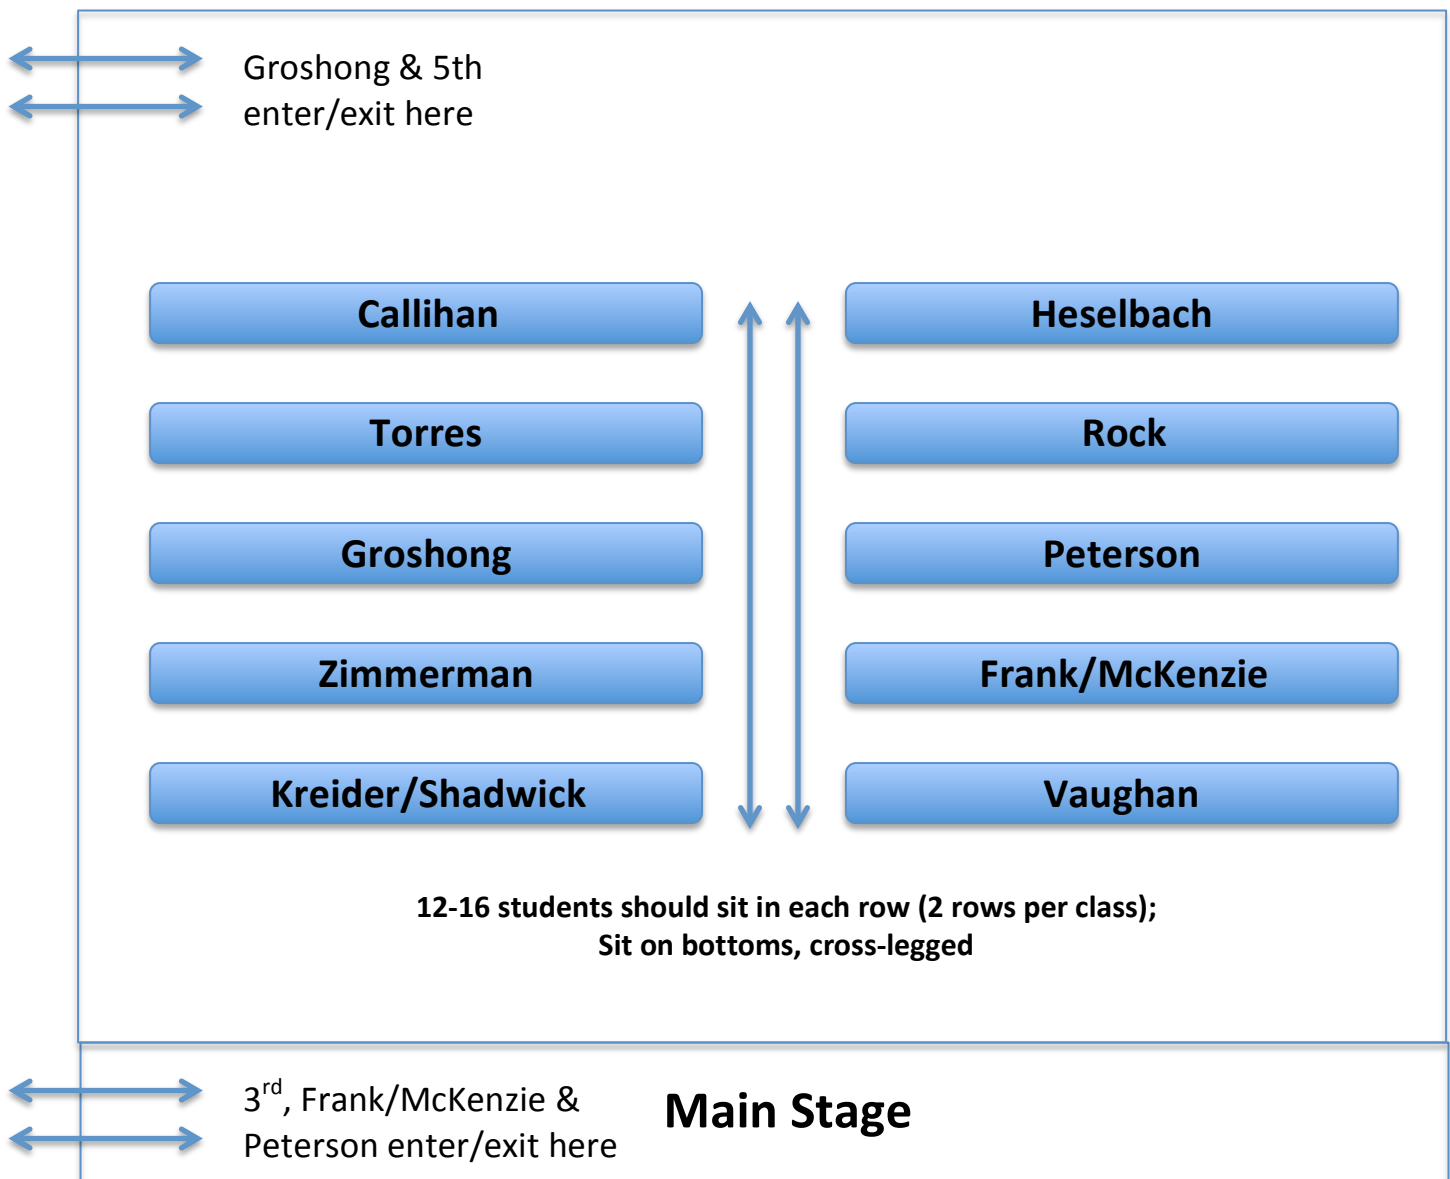 Groshong & 5th
enter/exit here
Callihan
Heselbach
Torres
Rock
Groshong
Peterson
Zimmerman
Frank/McKenzie
Kreider/Shadwick
Vaughan
12-16 students should sit in each row (2 rows per class);
Sit on bottoms, cross-legged
3rd, Frank/McKenzie &
Peterson enter/exit here
Main Stage